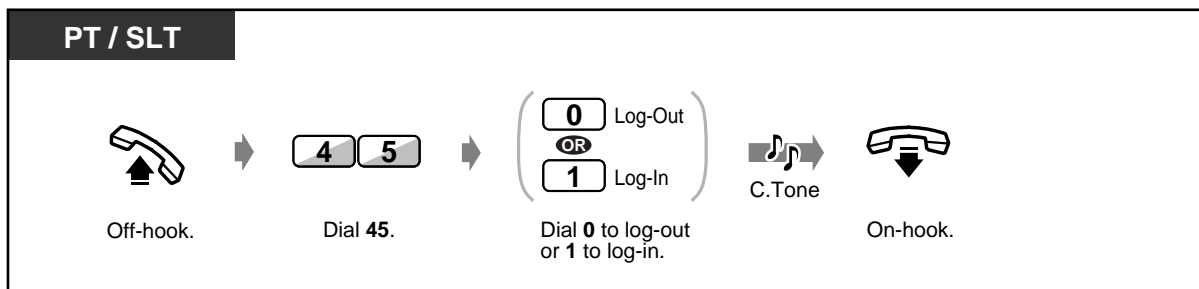 PT / SLT
4 5
0 Log-Out
OR
1 Log-In
C.Tone
Off-hook.
Dial 45.
Dial 0 to log-out
or 1 to log-in.
On-hook.